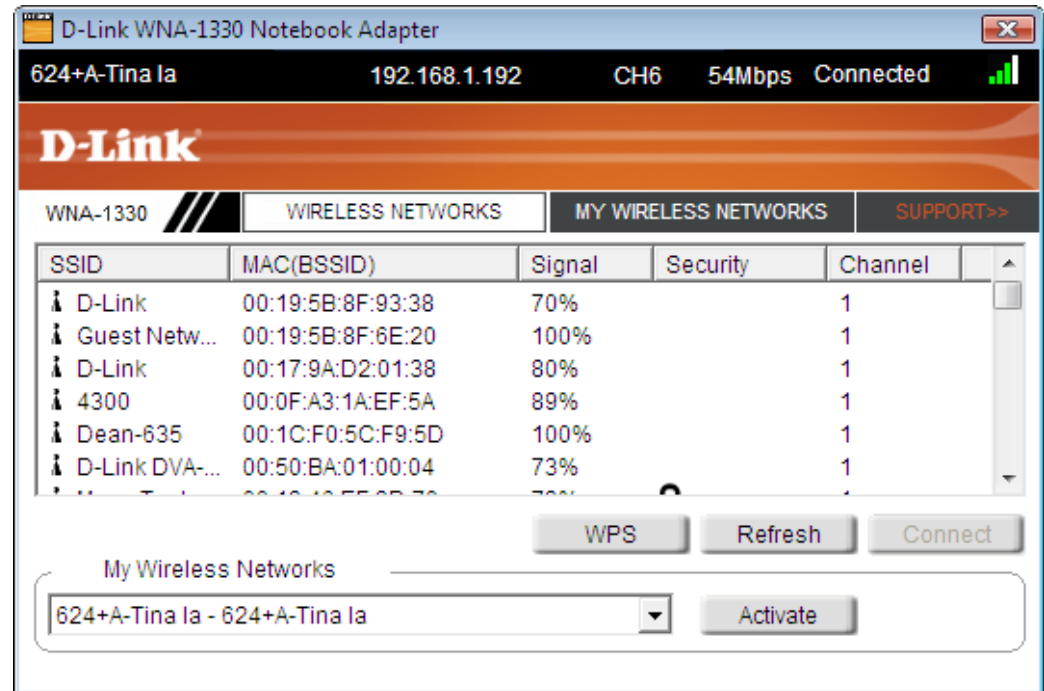 D-Link WNA-1330 Notebook Adapter
624+A-Tina la 192.168.1.192 CH6 54Mbps Connected
D-Link
WNA-1330 WIRELESS NETWORKS MY WIRELESS NETWORKS SUPPORT>>
SSID MAC(BSSID) Signal Security Channel
D-Link 00:19:5B:8F:93:38 70% 1
Guest Netw... 00:19:5B:8F:6E:20 100% 1
D-Link 00:17:9A:D2:01:38 80% 1
4300 00:0F:A3:1A:EF:5A 89% 1
Dean-635 00:1C:F0:5C:F9:5D 100% 1
D-Link DVA-... 00:50:BA:01:00:04 73% 1
WPS Refresh Connect
My Wireless Networks
624+A-Tina la - 624+A-Tina la Activate